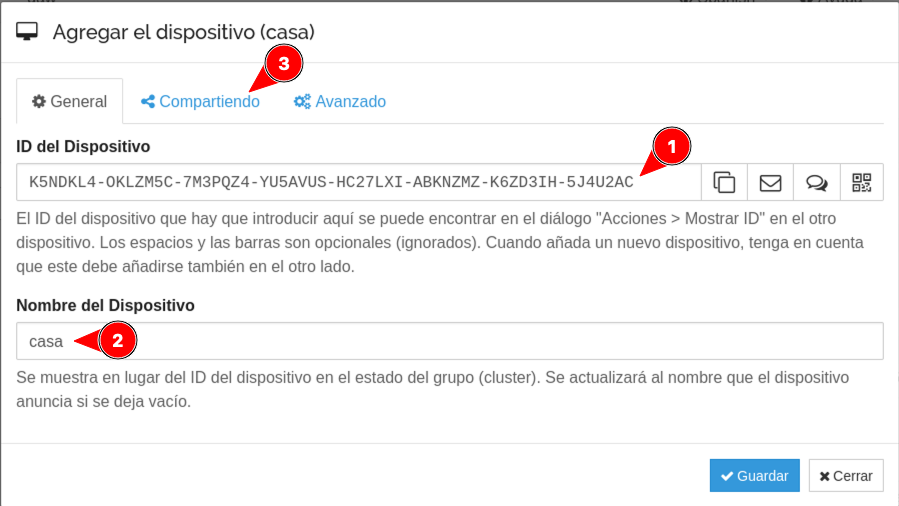 Agregar el dispositivo (casa)
3
General Compartiendo Avanzado
ID del Dispositivo
1
K5NDKL4-OKLZM5C-7M3PQZ4-YU5AVUS-HC27LXI-ABKNZMZ-K6ZD3IH-5J4U2AC
El ID del dispositivo que hay que introducir aquí se puede encontrar en el diálogo "Acciones > Mostrar ID" en el otro
dispositivo. Los espacios y las barras son opcionales (ignorados). Cuando añada un nuevo dispositivo, tenga en cuenta
que este debe añadirse también en el otro lado.
Nombre del Dispositivo
casa 2
Se muestra en lugar del ID del dispositivo en el estado del grupo (cluster). Se actualizará al nombre que el dispositivo
anuncia si se deja vacío.
Guardar Cerrar